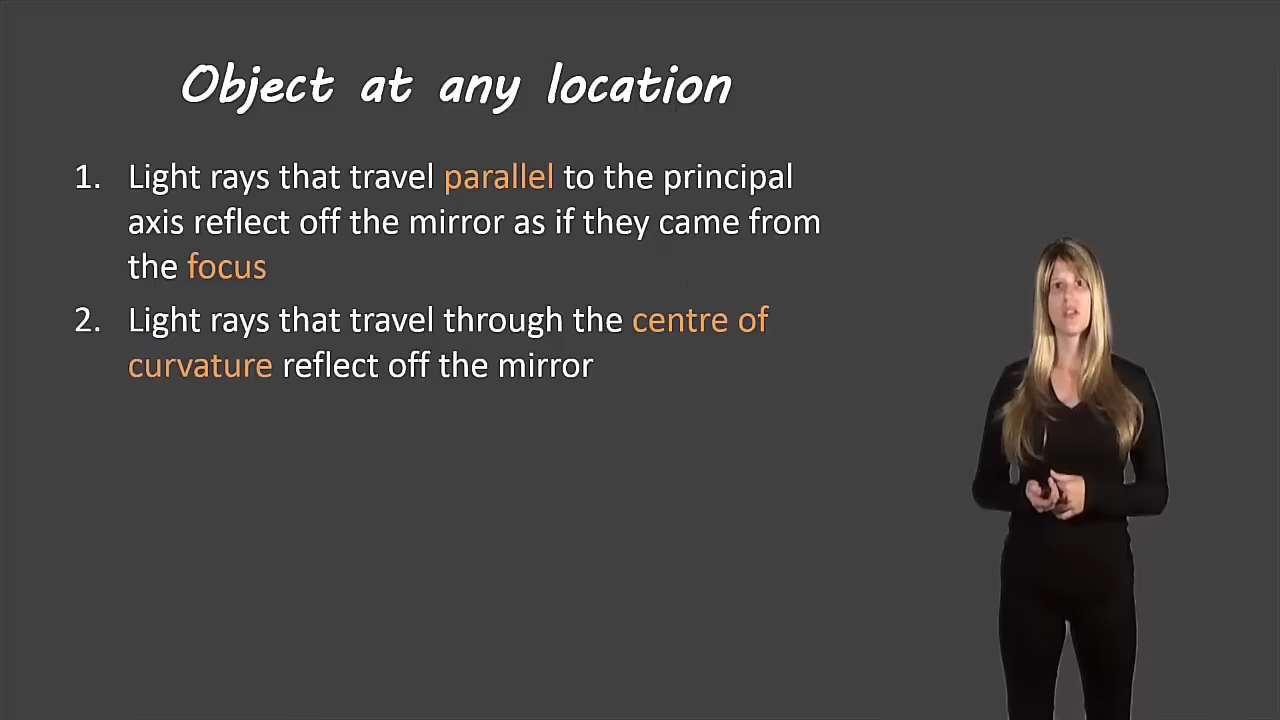 Object at any location
1. Light rays that travel parallel to the principal
axis reflect off the mirror as if they came from
the focus
2. Light rays that travel through the centre of
curvature reflect off the mirror